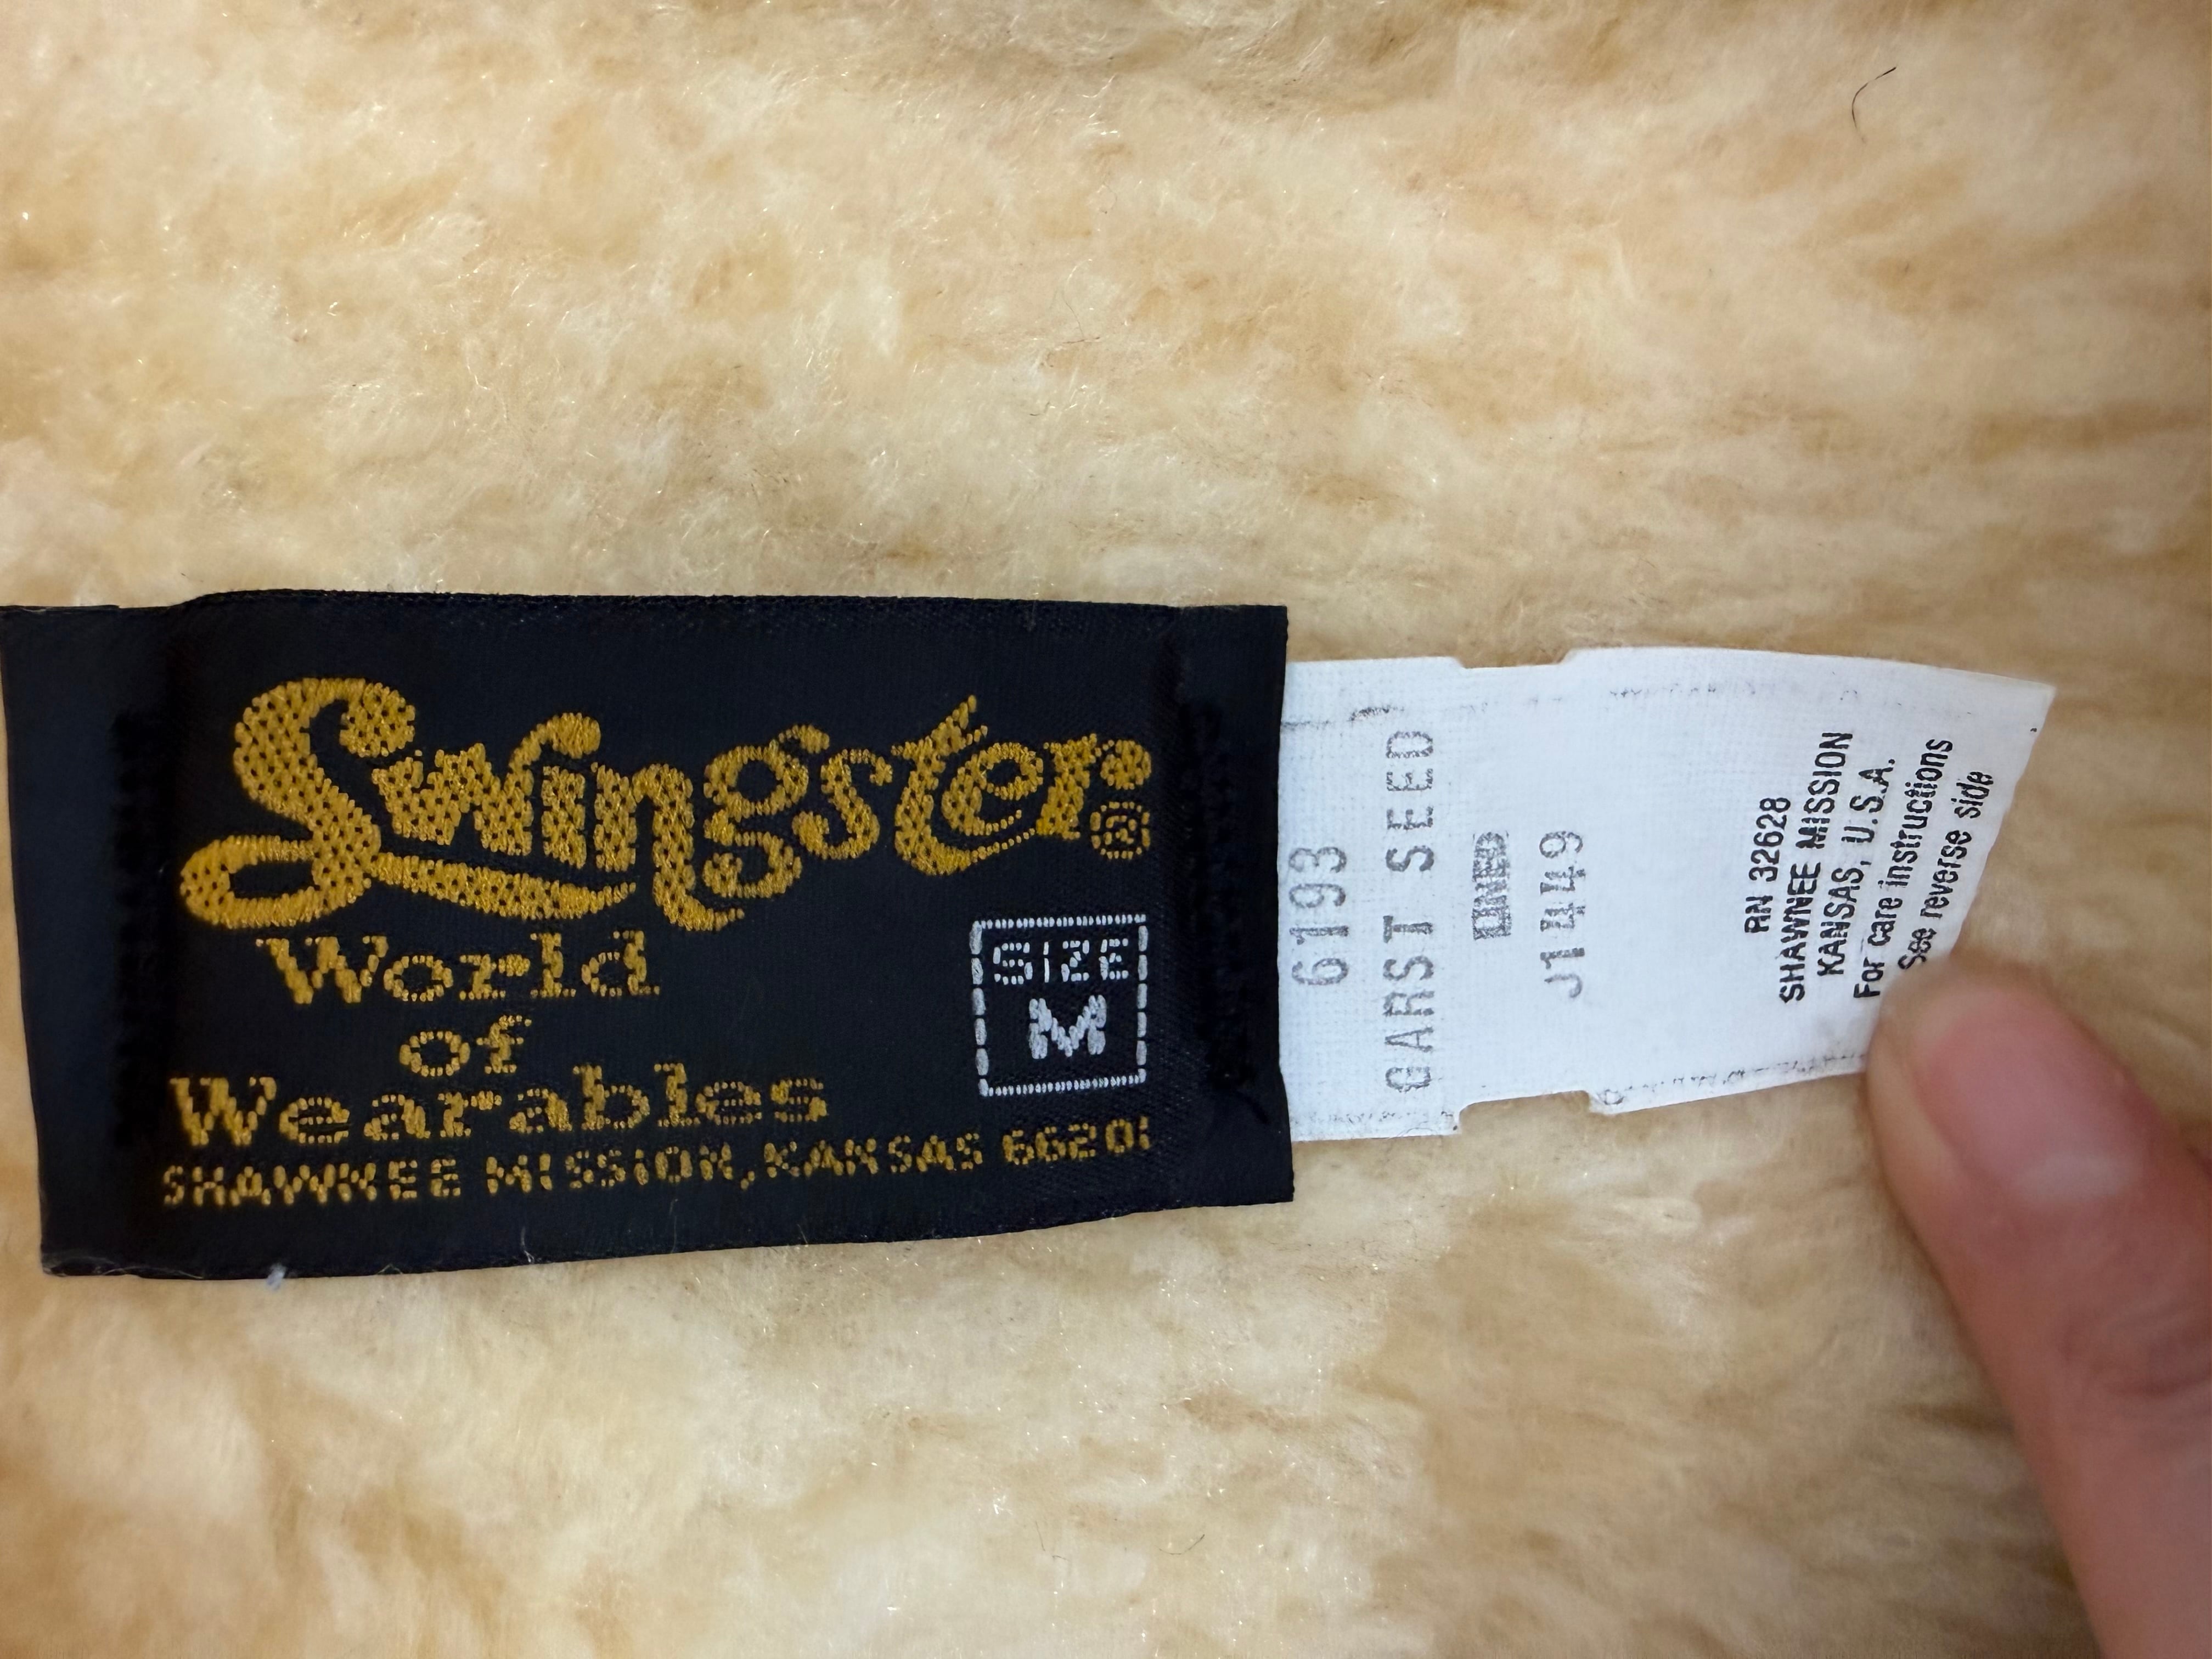 Swingster®
World
of
Wearables
SHAWNEE MISSION, KANSAS 66201
SIZE
M
6193
GARST SEED
J1449
RN 32628
SHAWNEE MISSION
KANSAS, U.S.A.
For care instructions
See reverse side